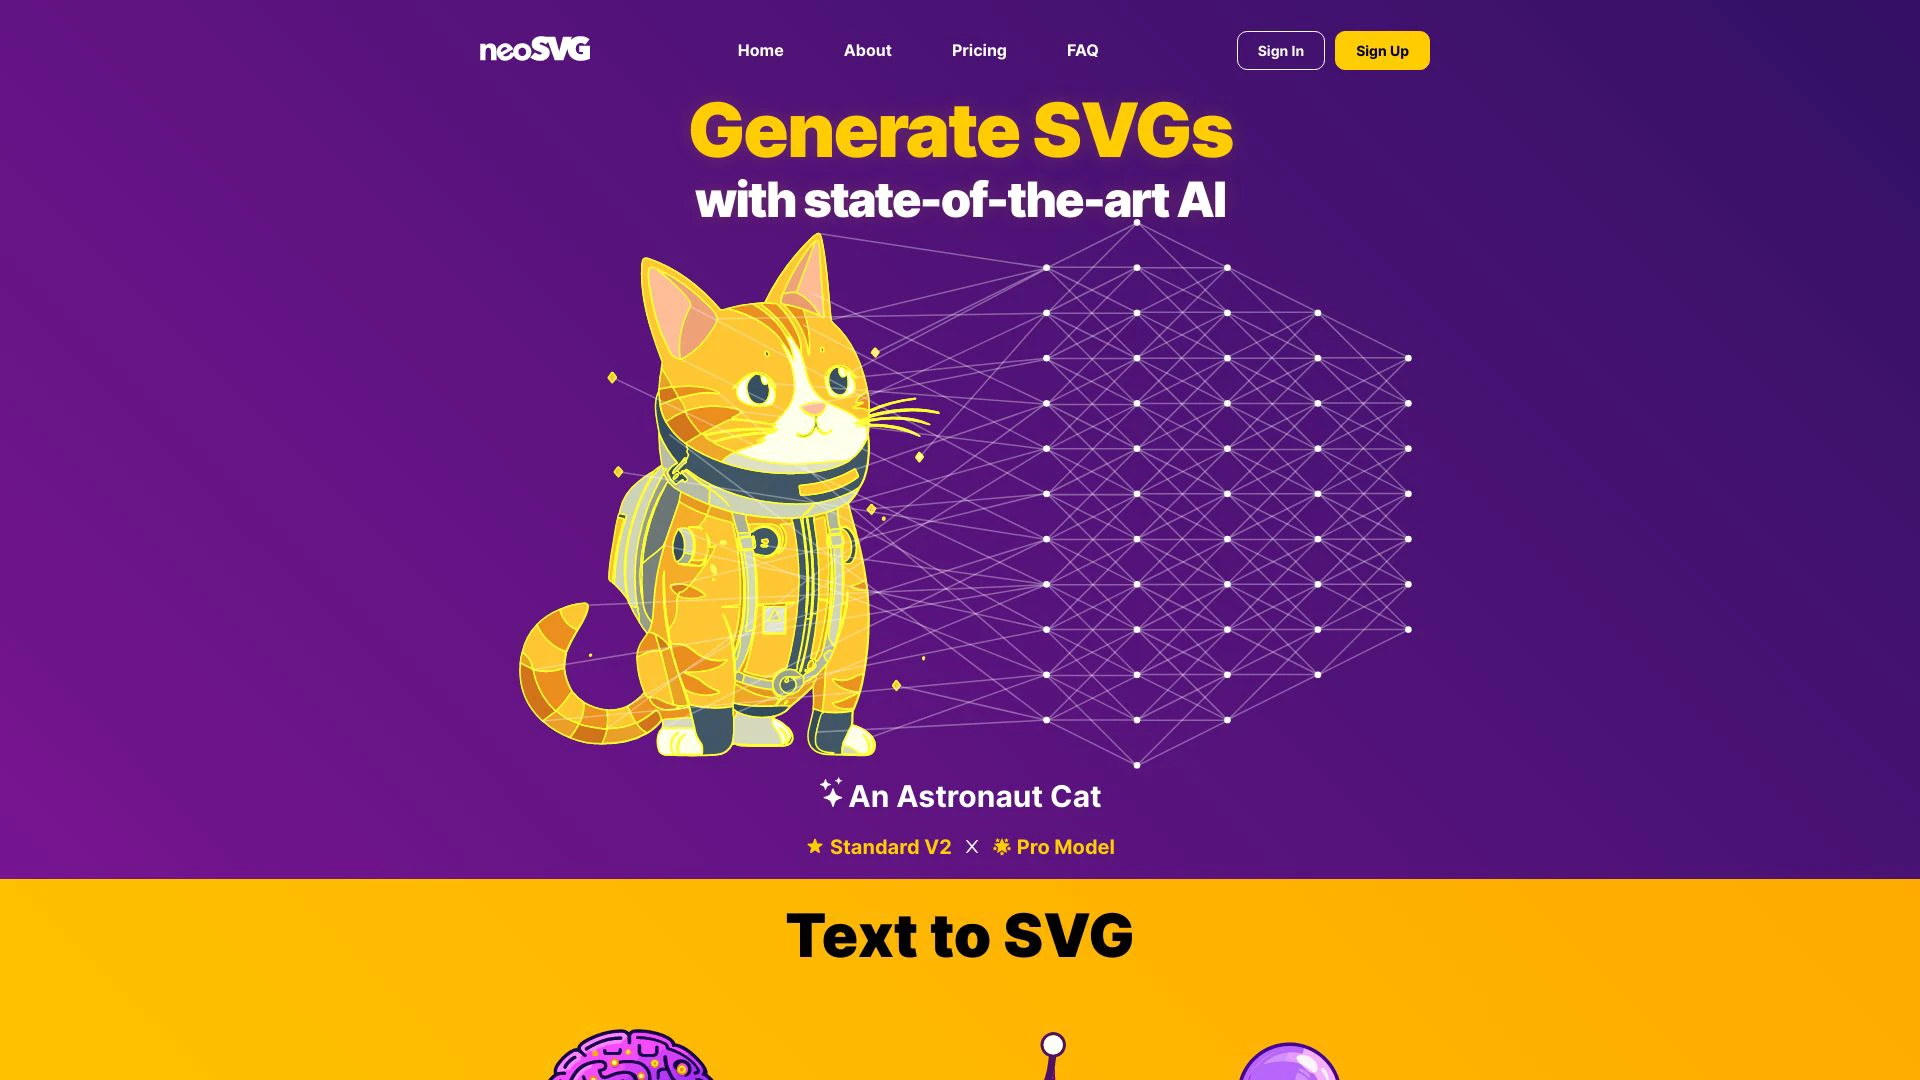 neoSVG
Home About Pricing FAQ
Sign In Sign Up
Generate SVGs
with state-of-the-art AI
An Astronaut Cat
Standard V2 X Pro Model
Text to SVG